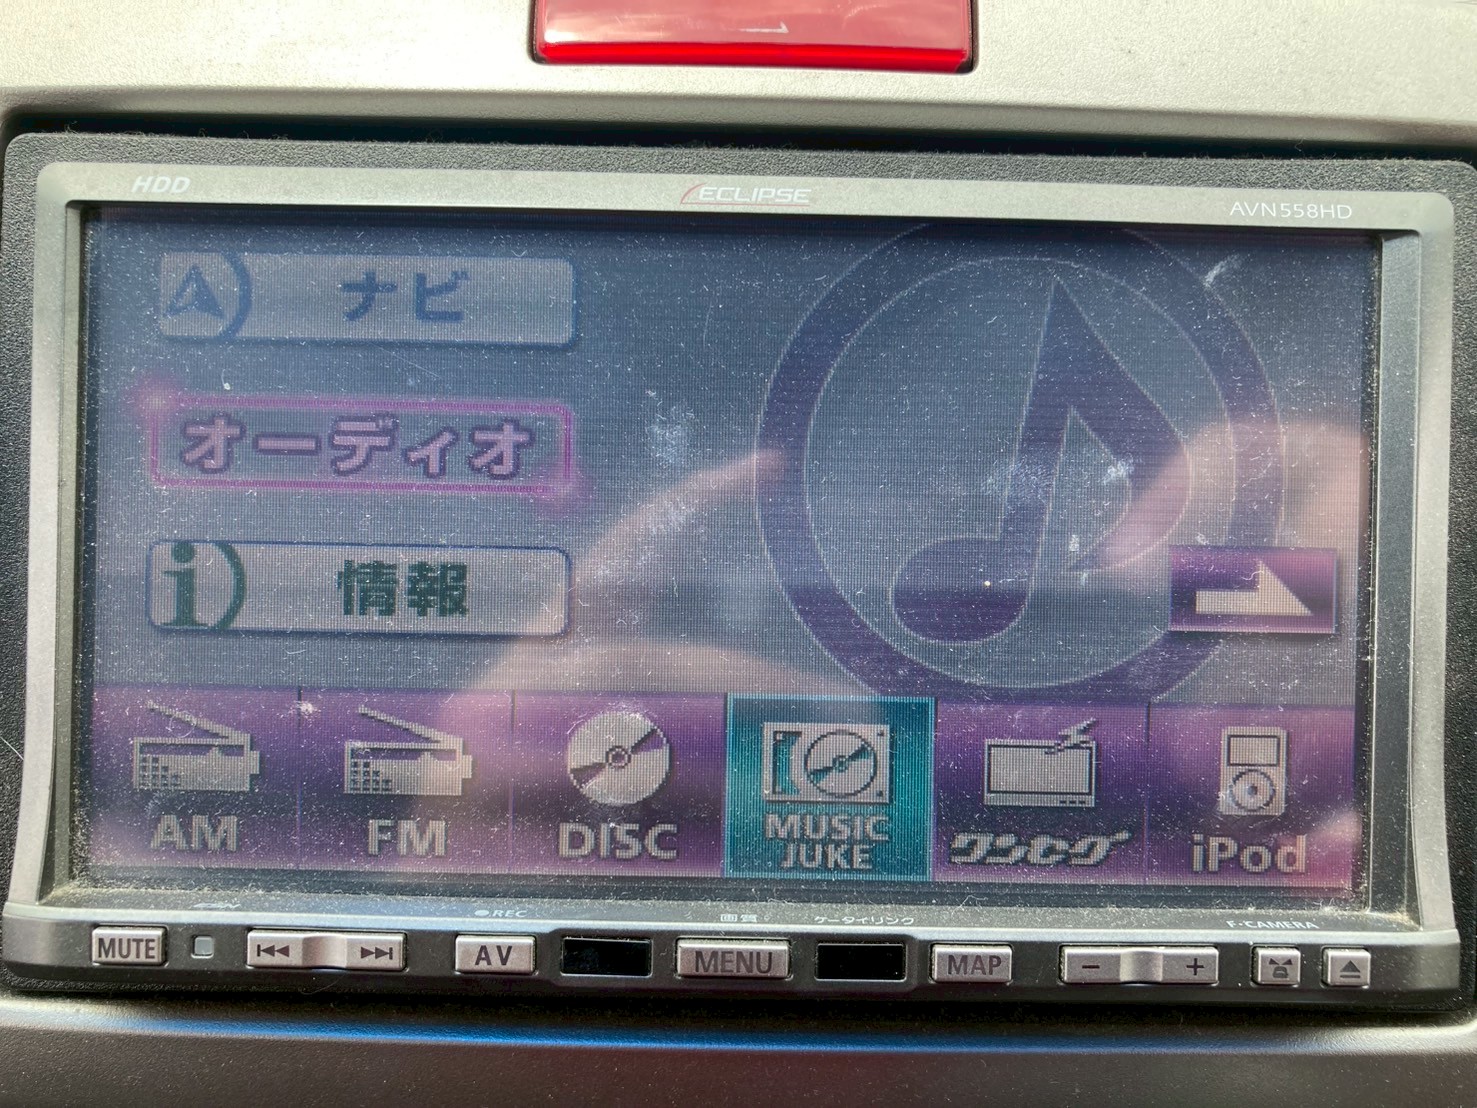 HDD
ECLIPSE
AVN558HD
ナビ
オーディオ
i 情報
AM
FM
DISC
MUSIC
JUKE
ワンセグ
iPod
●REC
画質
ケータイリンク
F-CAMERA
MUTE
AV
MENU
MAP
−
+